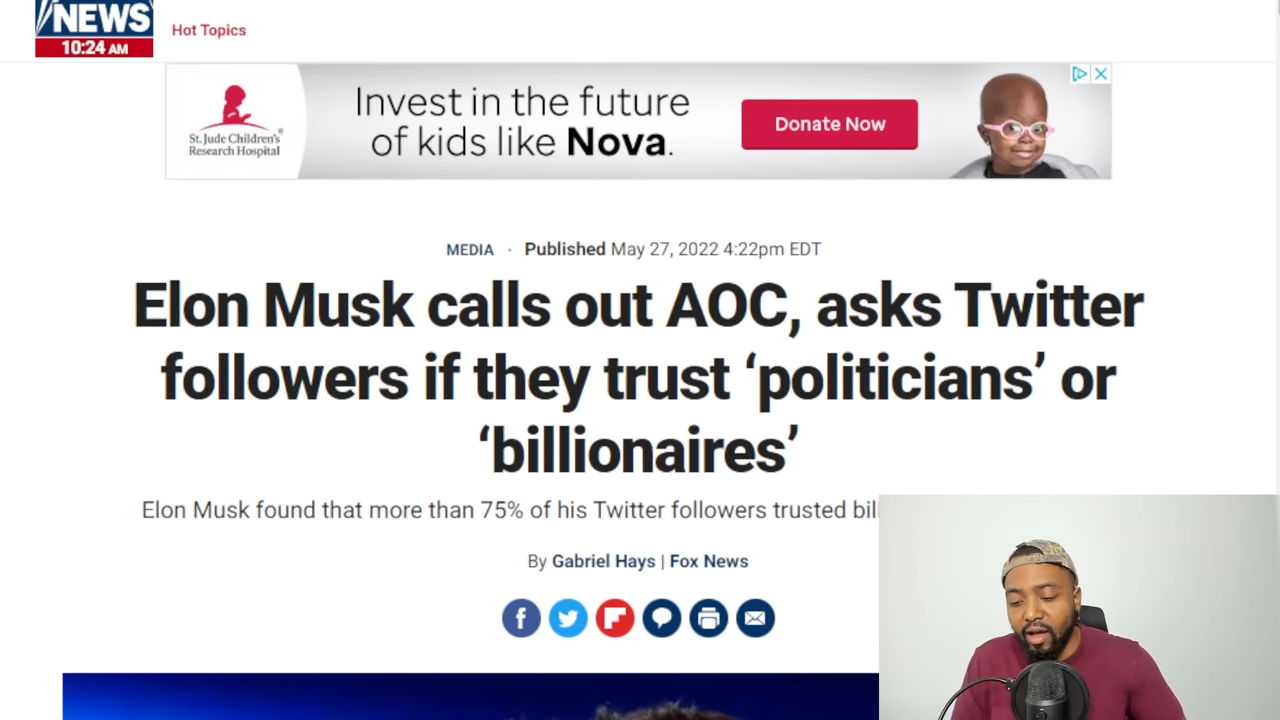 NEWS
10:24 AM
Hot Topics
St. Jude Children's®
Research Hospital
Invest in the future
of kids like Nova.
Donate Now
MEDIA · Published May 27, 2022 4:22pm EDT
Elon Musk calls out AOC, asks Twitter
followers if they trust ‘politicians’ or
‘billionaires’
Elon Musk found that more than 75% of his Twitter followers trusted
By Gabriel Hays | Fox News
f